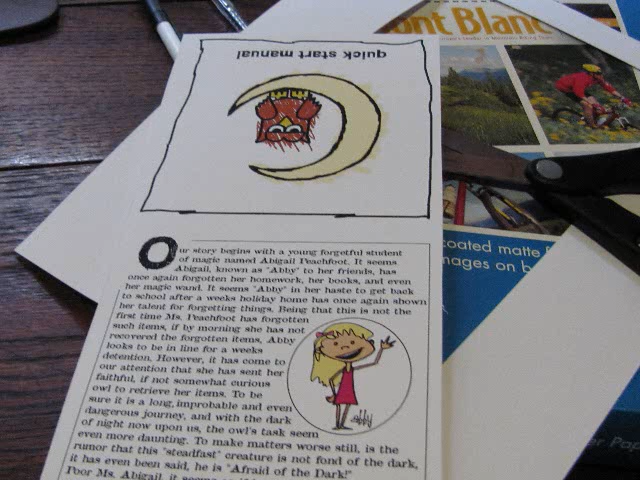 quick start manual
Our story begins with a young forgetful student
of magic named Abigail Peachfoot. It seems
Abigail, known as "Abby" to her friends, has
once again forgotten her homework, her books, and even
her magic wand. It seems "Abby" in her haste to get back
to school after a weeks holiday home has once again shown
her talent for forgetting things. Being that this is not the
first time Ms. Peachfoot has forgotten
such items, if by morning she has not
recovered the forgotten items, Abby
looks to be in line for a weeks
detention. However, it has come to
our attention that she has sent her
faithful, if not somewhat curious
owl to retrieve her items. To be
sure it is a long, improbable and even
dangerous journey, and with the dark
of night now upon us, the owl's task seem
even more daunting. To make matters worse still, is the
rumor that this "steadfast" creature is not fond of the dark,
it has even been said, he is "Afraid of the Dark!"
Poor Ms. Abigail, it seems
abby
ont Blanc
coated matte
mages on b
er Pap